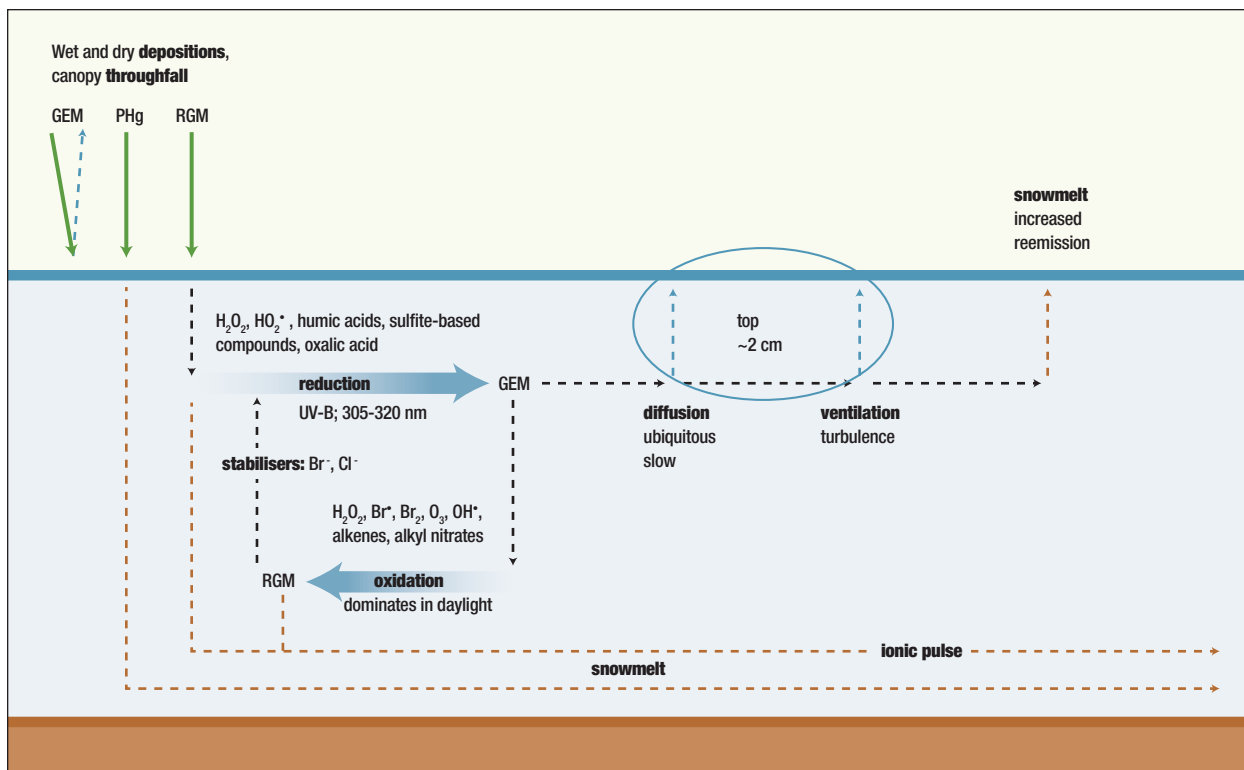 Wet and dry depositions,
canopy throughfall
GEM PHg RGM
snowmelt
increased
reemission
H₂O₂, HO₂•, humic acids, sulfite-based
compounds, oxalic acid
top
~2 cm
reduction
GEM
UV-B; 305-320 nm
diffusion
ubiquitous
slow
ventilation
turbulence
stabilisers: Br⁻, Cl⁻
H₂O₂, Br•, Br₂, O₃, OH•,
alkenes, alkyl nitrates
RGM
oxidation
dominates in daylight
ionic pulse
snowmelt